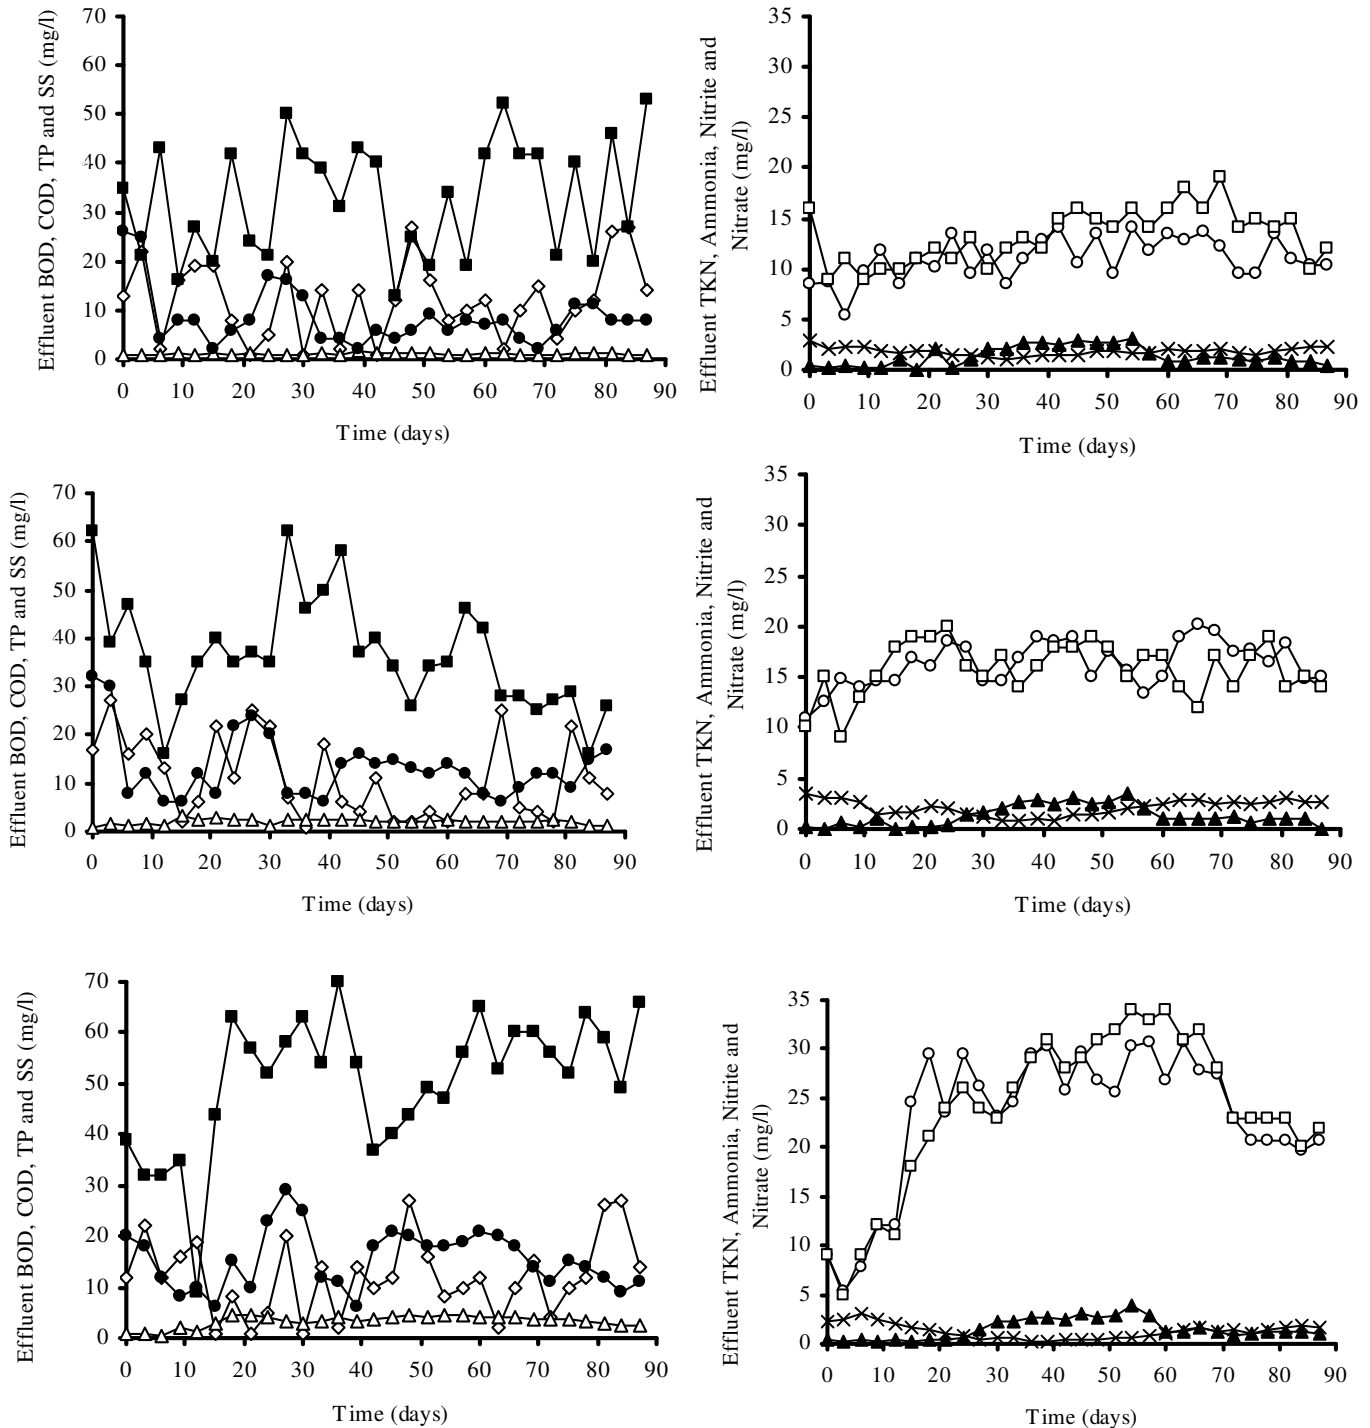 Effluent BOD, COD, TP and SS (mg/l)
70
60
50
40
30
20
10
0
0 10 20 30 40 50 60 70 80 90
Time (days)
Effluent TKN, Ammonia, Nitrite and
Nitrate (mg/l)
35
30
25
20
15
10
5
0
0 10 20 30 40 50 60 70 80 90
Time (days)
Effluent BOD, COD, TP and SS (mg/l)
70
60
50
40
30
20
10
0
0 10 20 30 40 50 60 70 80 90
Time (days)
Effluent TKN, Ammonia, Nitrite and
Nitrate (mg/l)
35
30
25
20
15
10
5
0
0 10 20 30 40 50 60 70 80 90
Time (days)
Effluent BOD, COD, TP and SS (mg/l)
70
60
50
40
30
20
10
0
0 10 20 30 40 50 60 70 80 90
Time (days)
Effluent TKN, Ammonia, Nitrite and
Nitrate (mg/l)
35
30
25
20
15
10
5
0
0 10 20 30 40 50 60 70 80 90
Time (days)